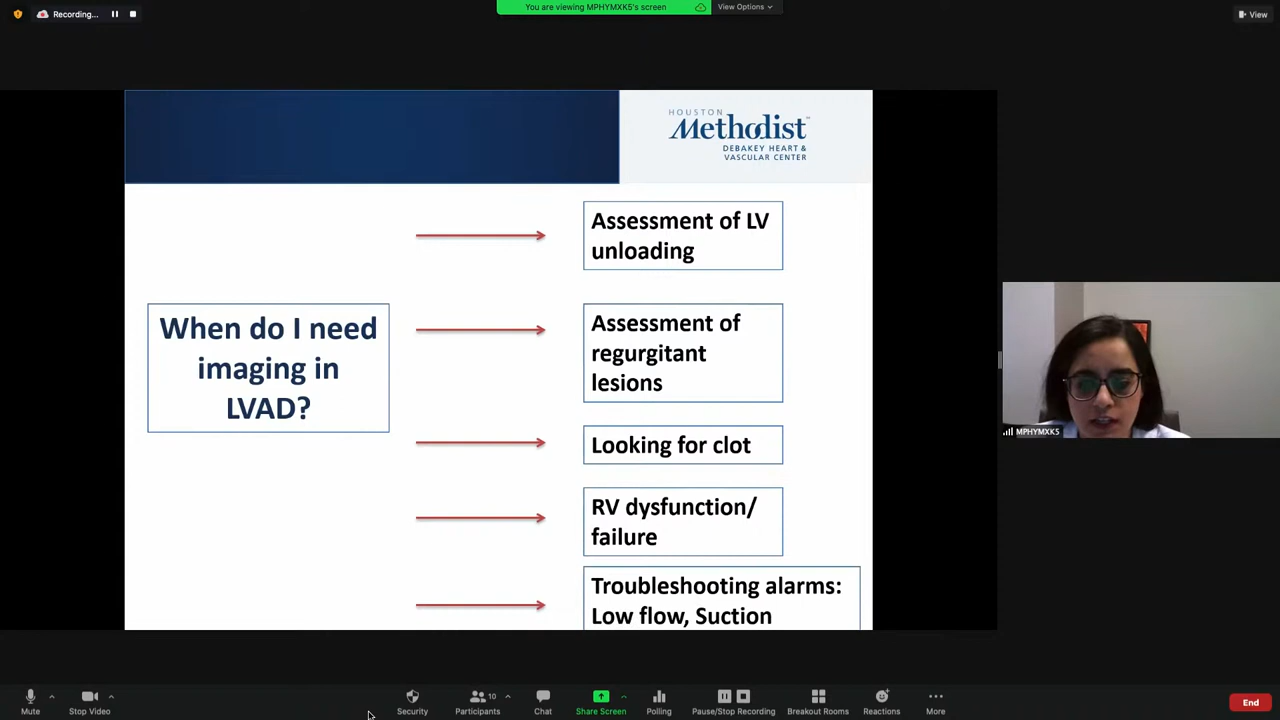 Recording...
You are viewing MPHYMXK5's screen
View Options
View
HOUSTON
Methodist
DEBAKEY HEART &
VASCULAR CENTER
When do I need
imaging in
LVAD?
Assessment of LV
unloading
Assessment of
regurgitant
lesions
Looking for clot
RV dysfunction/
failure
Troubleshooting alarms:
Low flow, Suction
MPHYMXK5
Mute
Stop Video
Security
Participants
10
Chat
Share Screen
Polling
Pause/Stop Recording
Breakout Rooms
Reactions
More
End